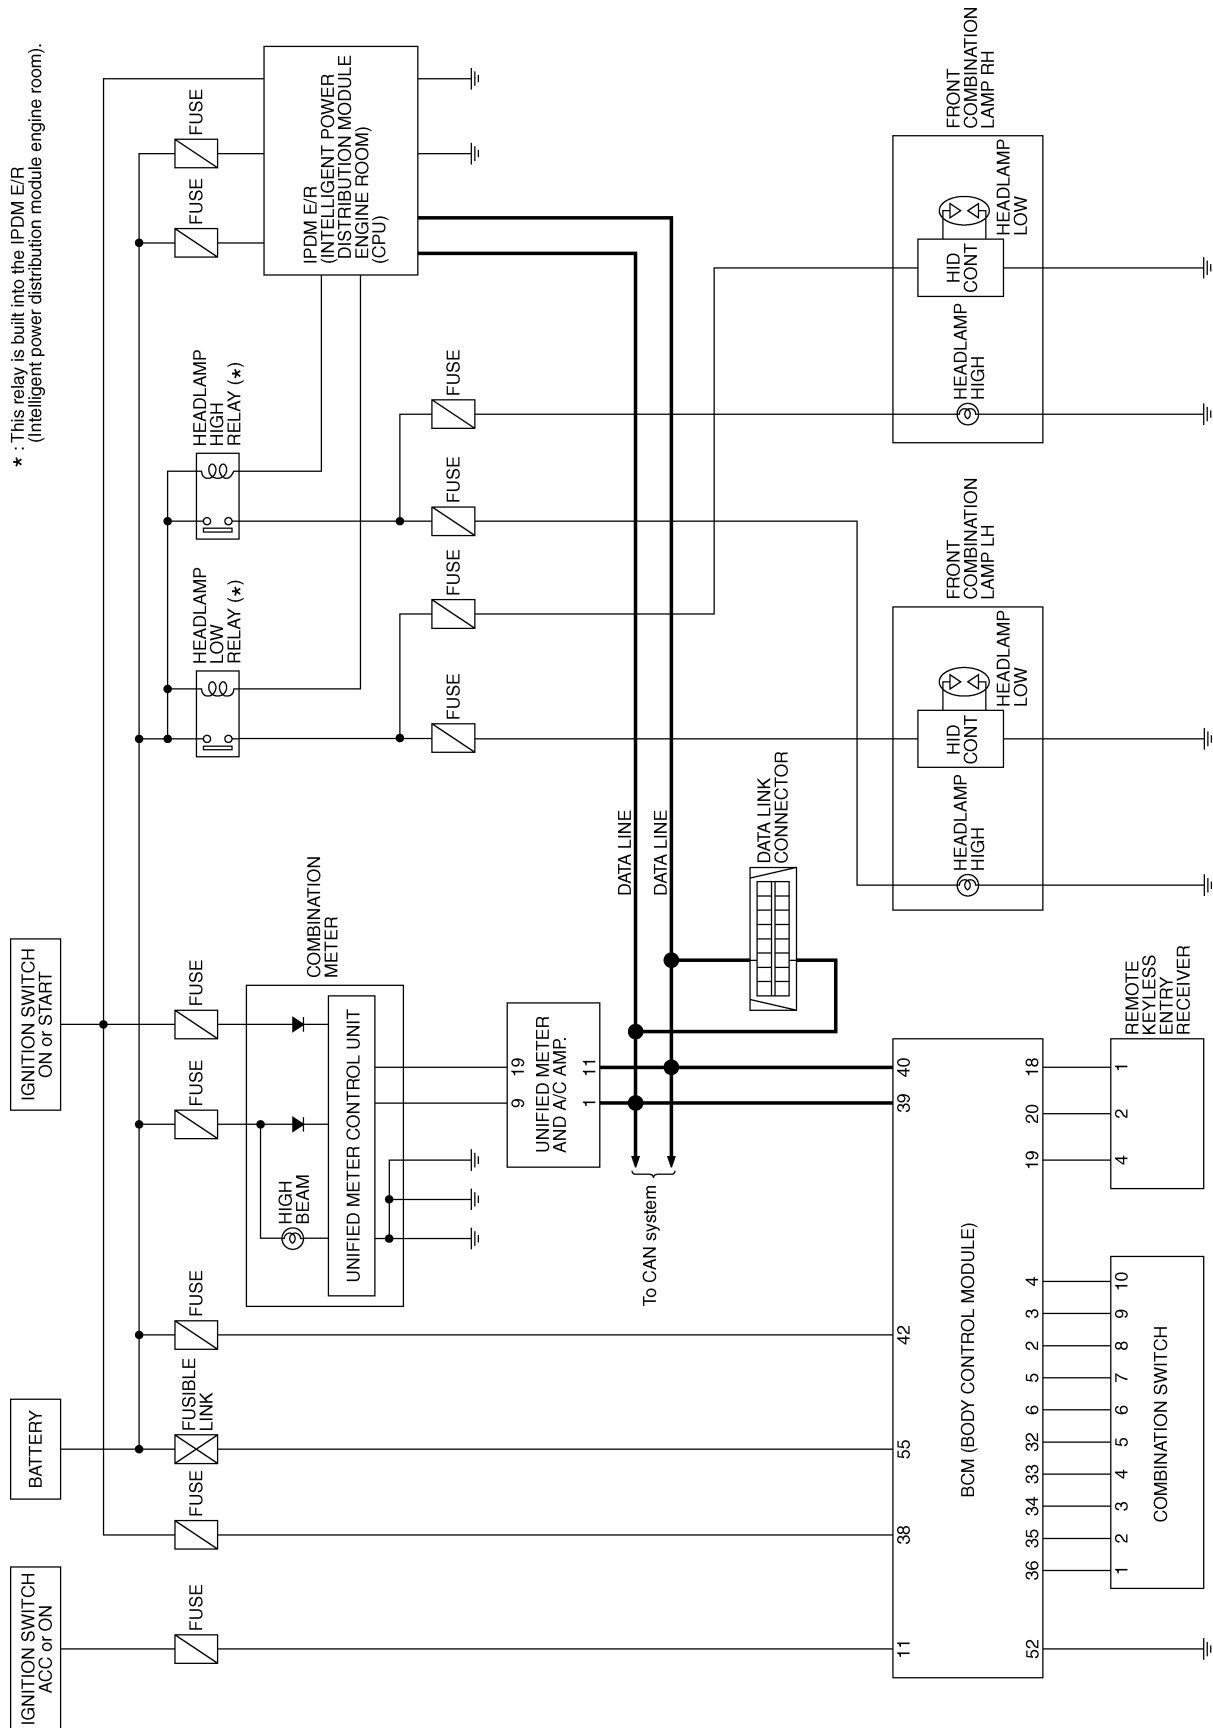 IGNITION SWITCH
ACC or ON
BATTERY
IGNITION SWITCH
ON or START
* : This relay is built into the IPDM E/R
(Intelligent power distribution module engine room).
FUSE
FUSE
FUSIBLE
LINK
FUSE
FUSE
FUSE
HEADLAMP
LOW
RELAY (*)
HEADLAMP
HIGH
RELAY (*)
FUSE
FUSE
HIGH
BEAM
UNIFIED METER CONTROL UNIT
COMBINATION
METER
IPDM E/R
(INTELLIGENT POWER
DISTRIBUTION MODULE
ENGINE ROOM)
(CPU)
FUSE
FUSE
FUSE
FUSE
9
19
UNIFIED METER
AND A/C AMP.
1
11
To CAN system
DATA LINE
DATA LINE
DATA LINK
CONNECTOR
11
38
55
42
39
40
BCM (BODY CONTROL MODULE)
52
36
35
34
33
32
6
5
2
3
4
19
20
18
1
2
3
4
5
6
7
8
9
10
COMBINATION SWITCH
4
2
1
REMOTE
KEYLESS
ENTRY
RECEIVER
FRONT
COMBINATION
LAMP LH
HEADLAMP
HIGH
HID
CONT
HEADLAMP
LOW
FRONT
COMBINATION
LAMP RH
HEADLAMP
HIGH
HID
CONT
HEADLAMP
LOW